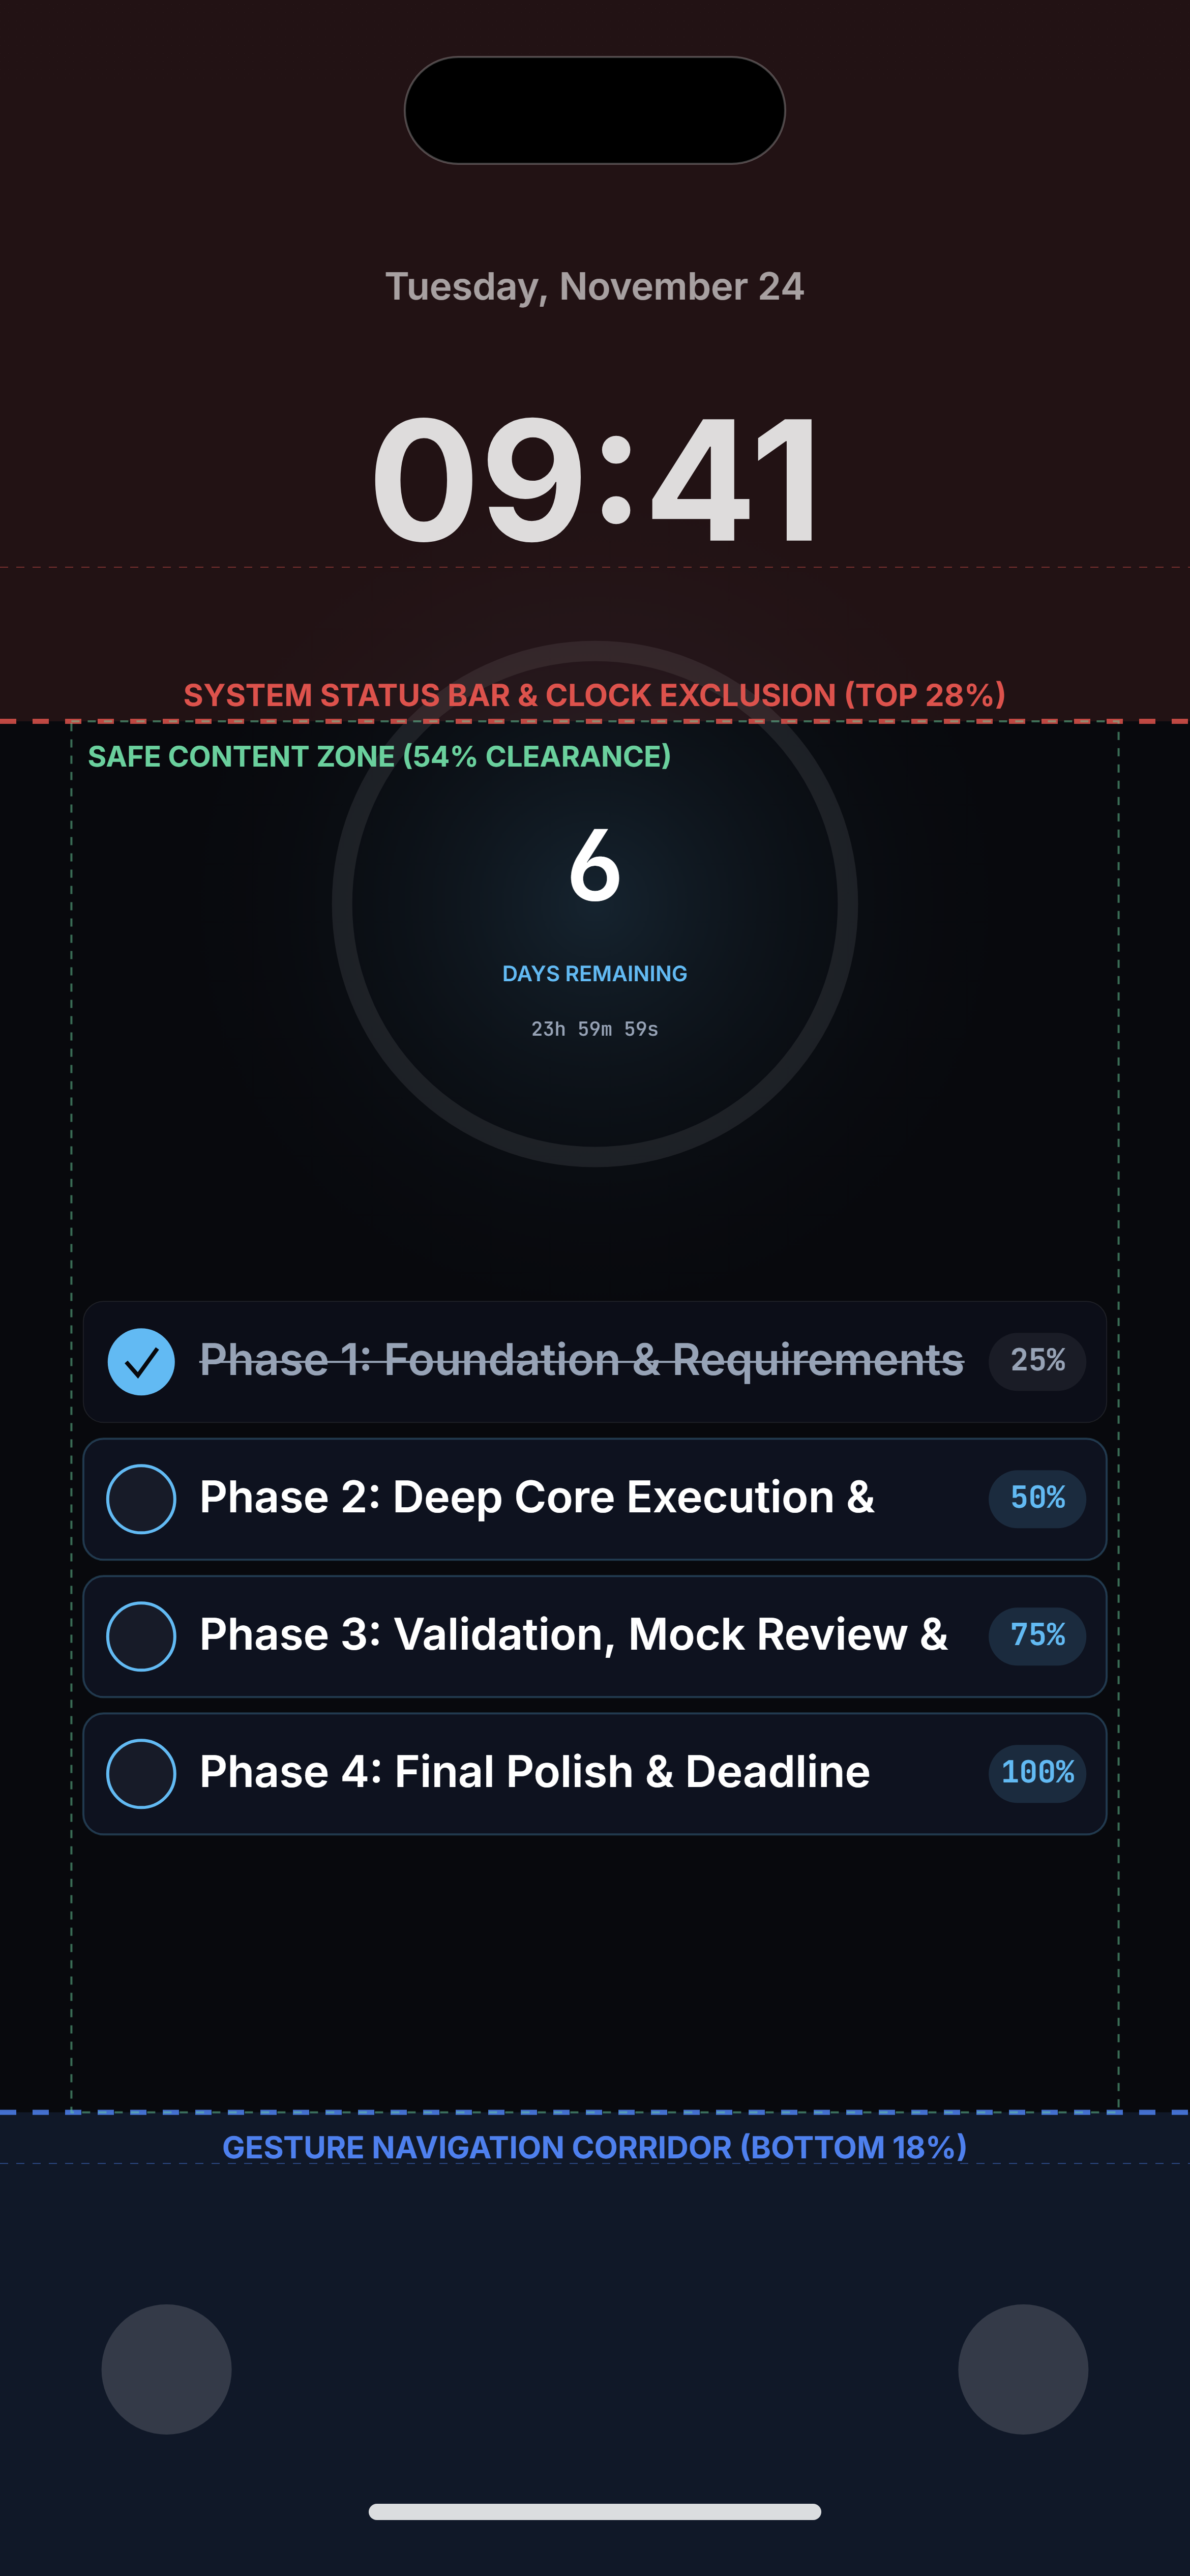 Tuesday, November 24
09:41
SYSTEM STATUS BAR & CLOCK EXCLUSION (TOP 28%)
SAFE CONTENT ZONE (54% CLEARANCE)
6
DAYS REMAINING
23h 59m 59s
Phase 1: Foundation & Requirements 25%
Phase 2: Deep Core Execution & 50%
Phase 3: Validation, Mock Review & 75%
Phase 4: Final Polish & Deadline 100%
GESTURE NAVIGATION CORRIDOR (BOTTOM 18%)